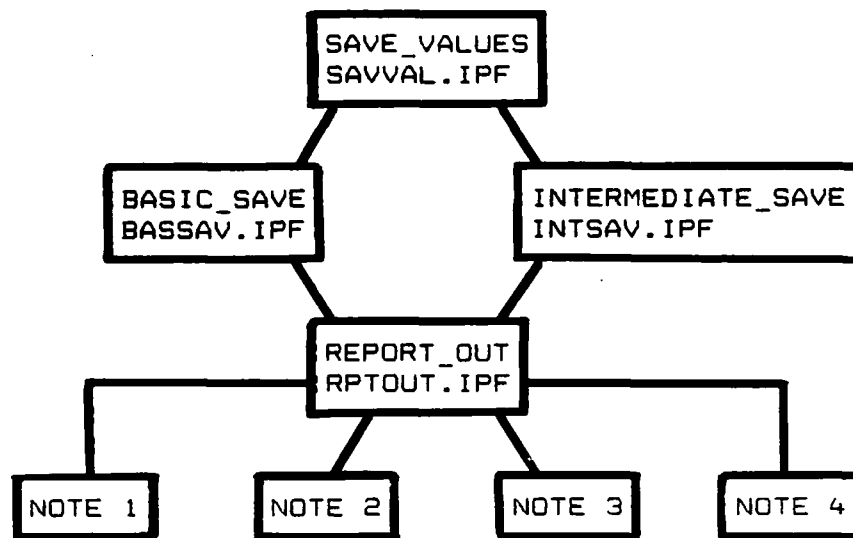 SAVE_VALUES
SAVVAL.IPF
BASIC_SAVE
BASSAV.IPF
INTERMEDIATE_SAVE
INTSAV.IPF
REPORT_OUT
RPTOUT.IPF
NOTE 1
NOTE 2
NOTE 3
NOTE 4